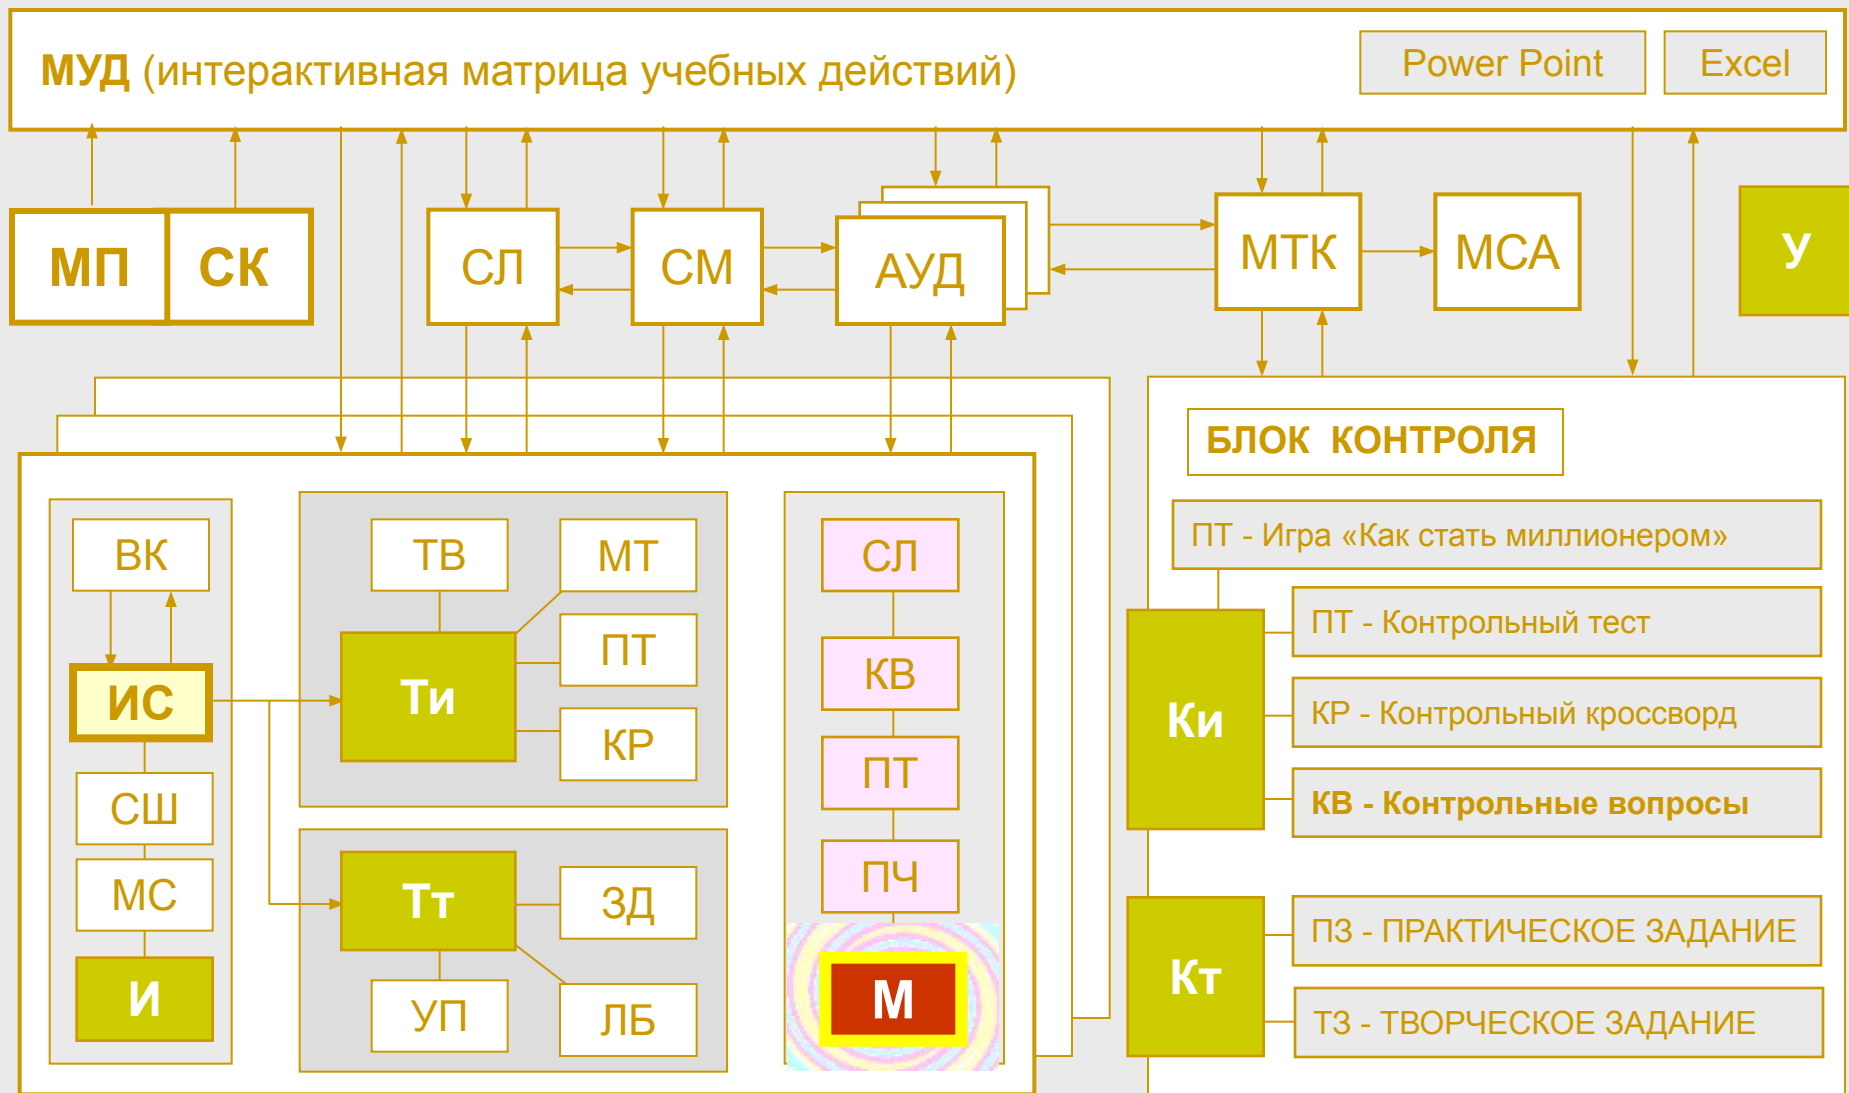 МУД (интерактивная матрица учебных действий)
Power Point
Excel
МП
СК
СЛ
СМ
АУД
МТК
МСА
У
ВК
ИС
СШ
МС
И
ТВ
МТ
ПТ
КР
Ти
Тт
ЗД
УП
ЛБ
СЛ
КВ
ПТ
ПЧ
М
БЛОК КОНТРОЛЯ
ПТ - Игра «Как стать миллионером»
Ки
ПТ - Контрольный тест
КР - Контрольный кроссворд
КВ - Контрольные вопросы
Кт
ПЗ - ПРАКТИЧЕСКОЕ ЗАДАНИЕ
ТЗ - ТВОРЧЕСКОЕ ЗАДАНИЕ